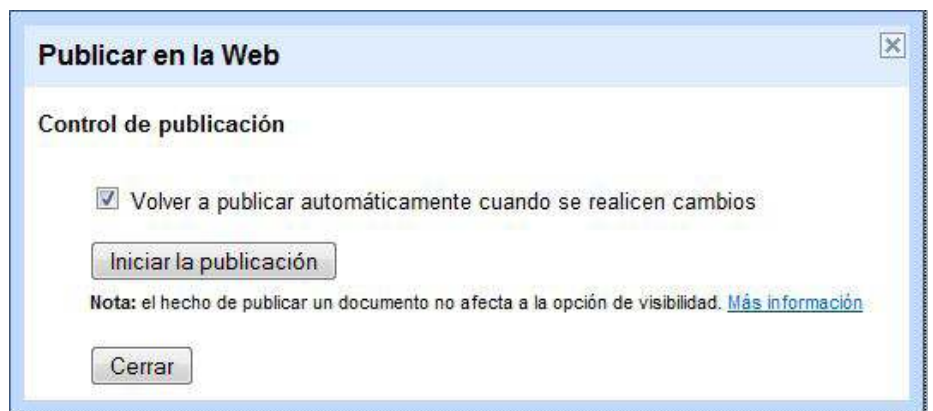 Publicar en la Web
Control de publicación
Volver a publicar automáticamente cuando se realicen cambios
Iniciar la publicación
Nota: el hecho de publicar un documento no afecta a la opción de visibilidad. Más información
Cerrar